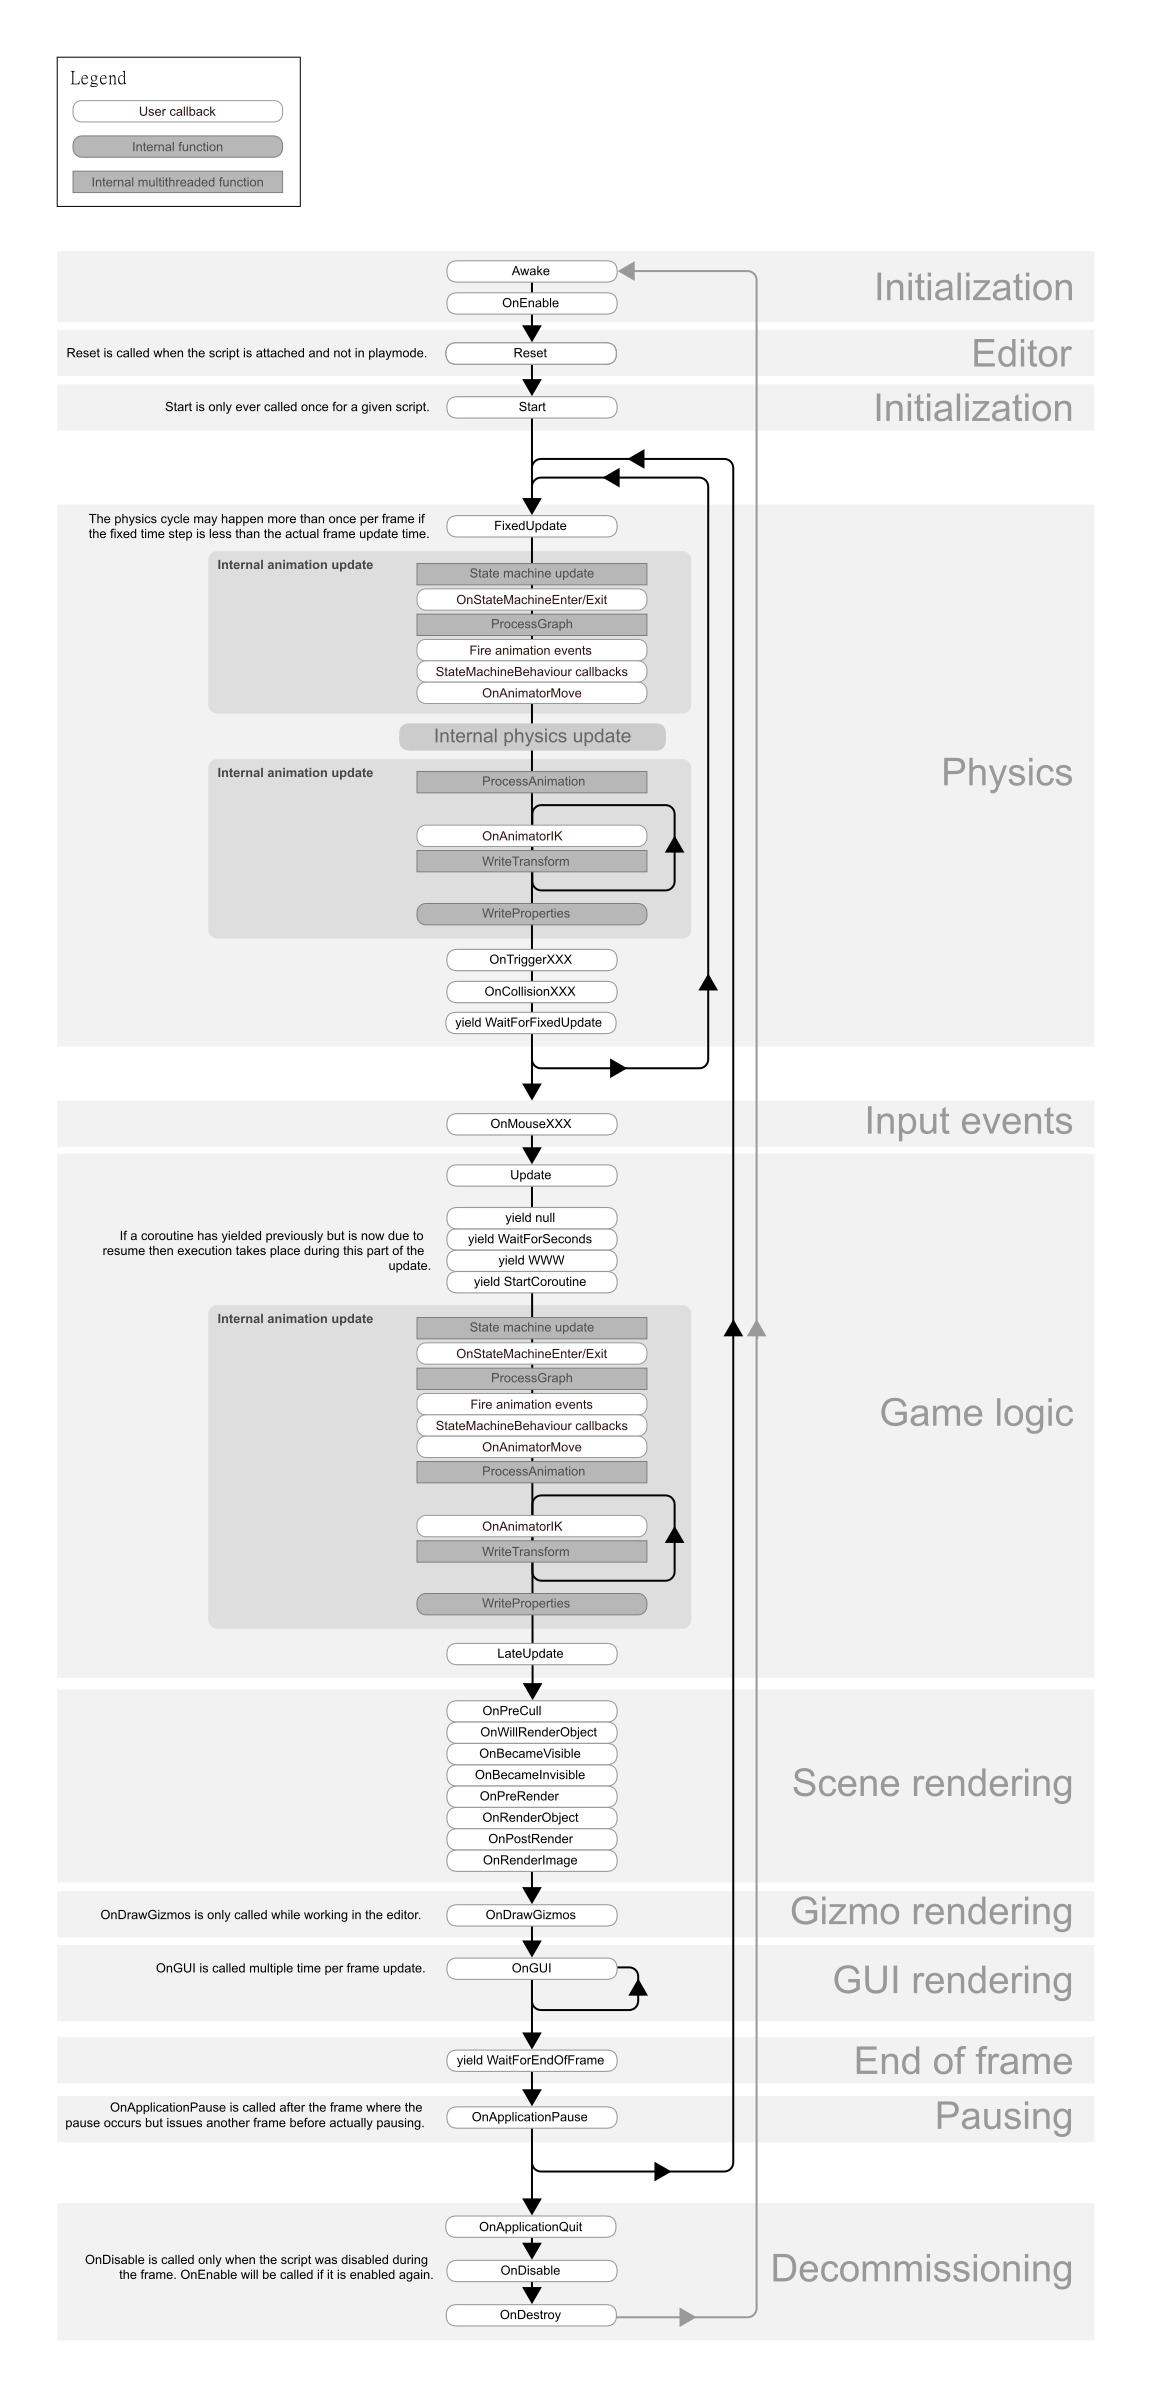 Legend
User callback
Internal function
Internal multithreaded function
Awake
Initialization
OnEnable
Reset is called when the script is attached and not in playmode.
Reset
Editor
Start is only ever called once for a given script.
Start
Initialization
The physics cycle may happen more than once per frame if
the fixed time step is less than the actual frame update time.
FixedUpdate
Internal animation update
State machine update
OnStateMachineEnter/Exit
ProcessGraph
Fire animation events
StateMachineBehaviour callbacks
OnAnimatorMove
Internal physics update
Physics
Internal animation update
ProcessAnimation
OnAnimatorIK
WriteTransform
WriteProperties
OnTriggerXXX
OnCollisionXXX
yield WaitForFixedUpdate
OnMouseXXX
Input events
Update
yield null
If a coroutine has yielded previously but is now due to
resume then execution takes place during this part of the
update.
yield WaitForSeconds
yield WWW
yield StartCoroutine
Internal animation update
State machine update
OnStateMachineEnter/Exit
ProcessGraph
Fire animation events
Game logic
StateMachineBehaviour callbacks
OnAnimatorMove
ProcessAnimation
OnAnimatorIK
WriteTransform
WriteProperties
LateUpdate
OnPreCull
OnWillRenderObject
OnBecameVisible
OnBecameInvisible
Scene rendering
OnPreRender
OnRenderObject
OnPostRender
OnRenderImage
OnDrawGizmos is only called while working in the editor.
OnDrawGizmos
Gizmo rendering
OnGUI is called multiple time per frame update.
OnGUI
GUI rendering
yield WaitForEndOfFrame
End of frame
OnApplicationPause is called after the frame where the
pause occurs but issues another frame before actually pausing.
OnApplicationPause
Pausing
OnApplicationQuit
OnDisable is called only when the script was disabled during
the frame. OnEnable will be called if it is enabled again.
OnDisable
Decommissioning
OnDestroy